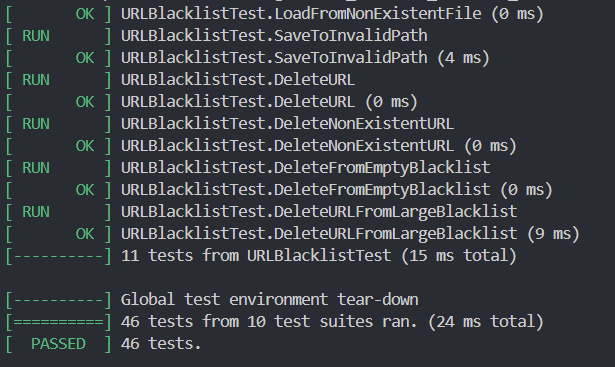 [       OK ] URLBlacklistTest.LoadFromNonExistentFile (0 ms)
[ RUN      ] URLBlacklistTest.SaveToInvalidPath
[       OK ] URLBlacklistTest.SaveToInvalidPath (4 ms)
[ RUN      ] URLBlacklistTest.DeleteURL
[       OK ] URLBlacklistTest.DeleteURL (0 ms)
[ RUN      ] URLBlacklistTest.DeleteNonExistentURL
[       OK ] URLBlacklistTest.DeleteNonExistentURL (0 ms)
[ RUN      ] URLBlacklistTest.DeleteFromEmptyBlacklist
[       OK ] URLBlacklistTest.DeleteFromEmptyBlacklist (0 ms)
[ RUN      ] URLBlacklistTest.DeleteURLFromLargeBlacklist
[       OK ] URLBlacklistTest.DeleteURLFromLargeBlacklist (9 ms)
[----------] 11 tests from URLBlacklistTest (15 ms total)
[----------] Global test environment tear-down
[==========] 46 tests from 10 test suites ran. (24 ms total)
[  PASSED  ] 46 tests.